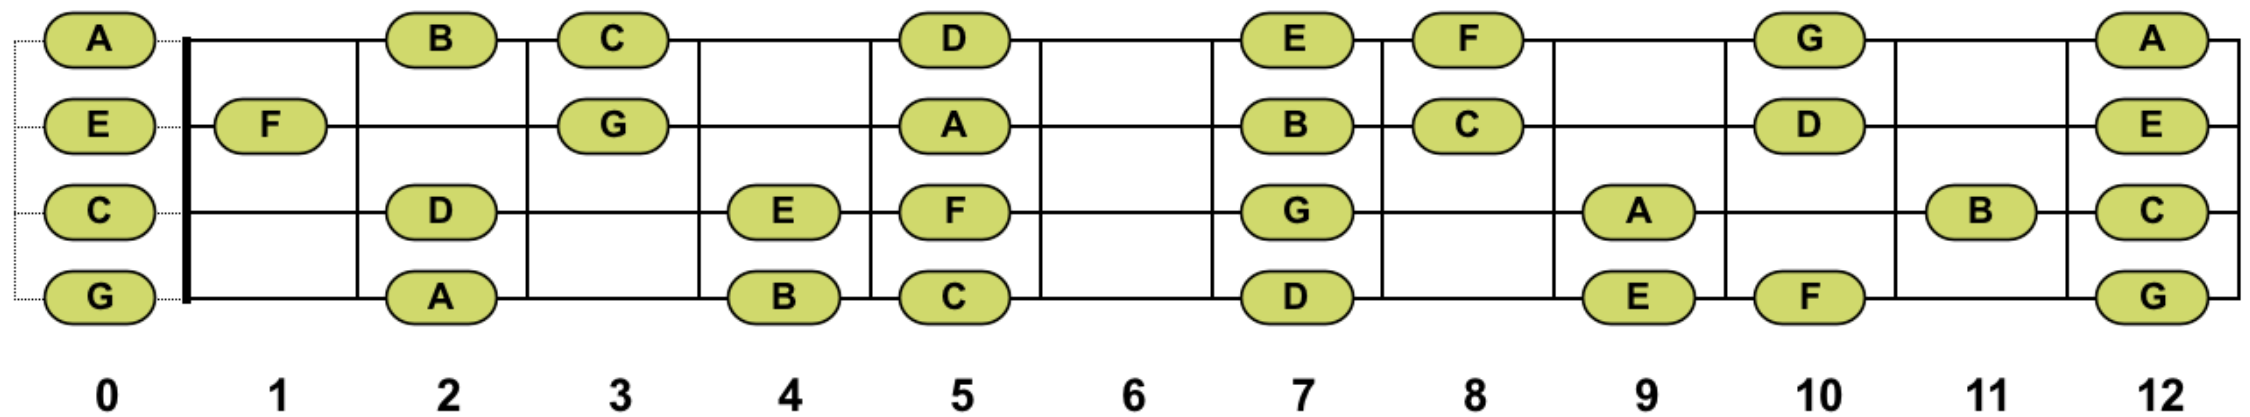 A B C D E F G A
E F G A B C D E
C D E F G A B C
G A B C D E F G
0 1 2 3 4 5 6 7 8 9 10 11 12